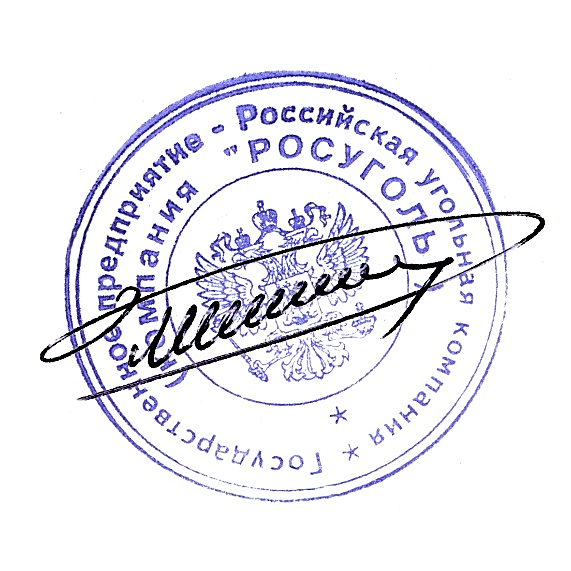 Государственное предприятие - Российская угольная компания *
(компания "РОСУГОЛЬ") *